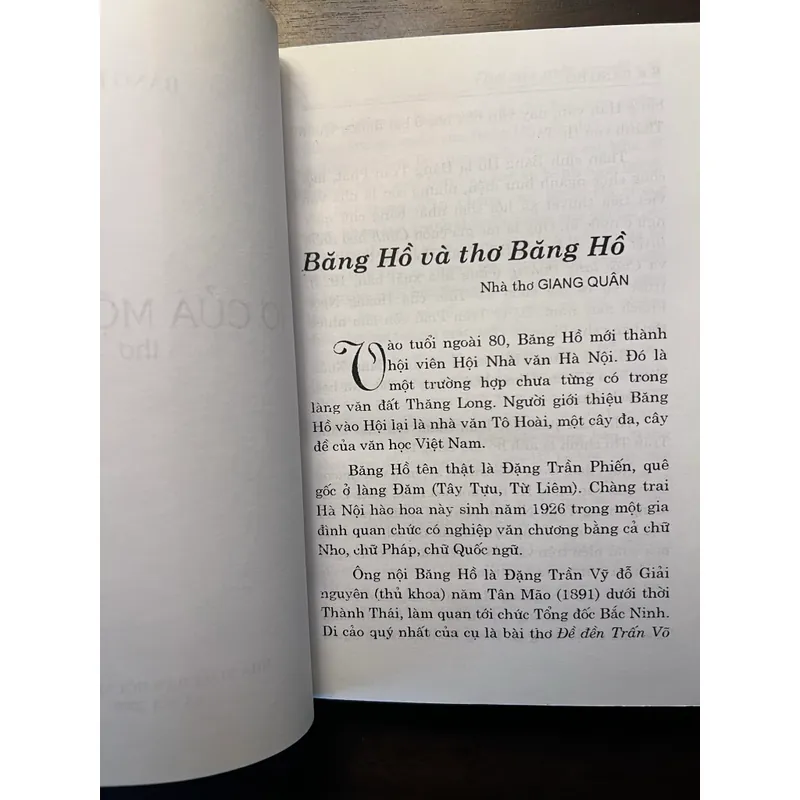 Băng Hồ và thơ Băng Hồ
Nhà thơ GIANG QUÂN
Vào tuổi ngoài 80, Băng Hồ mới thành
hội viên Hội Nhà văn Hà Nội. Đó là
một trường hợp chưa từng có trong
làng văn đất Thăng Long. Người giới thiệu Băng
Hồ vào Hội lại là nhà văn Tô Hoài, một cây đa, cây
đề của văn học Việt Nam.
Băng Hồ tên thật là Đặng Trần Phiến, quê
gốc ở làng Đăm (Tây Tựu, Từ Liêm). Chàng trai
Hà Nội hào hoa này sinh năm 1926 trong một gia
đình quan chức có nghiệp văn chương bằng cả chữ
Nho, chữ Pháp, chữ Quốc ngữ.
Ông nội Băng Hồ là Đặng Trần Vỹ đỗ Giải
nguyên (thủ khoa) năm Tân Mão (1891) dưới thời
Thành Thái, làm quan tới chức Tổng đốc Bắc Ninh.
Di cảo quý nhất của cụ là bài thơ Đề đền Trấn Võ